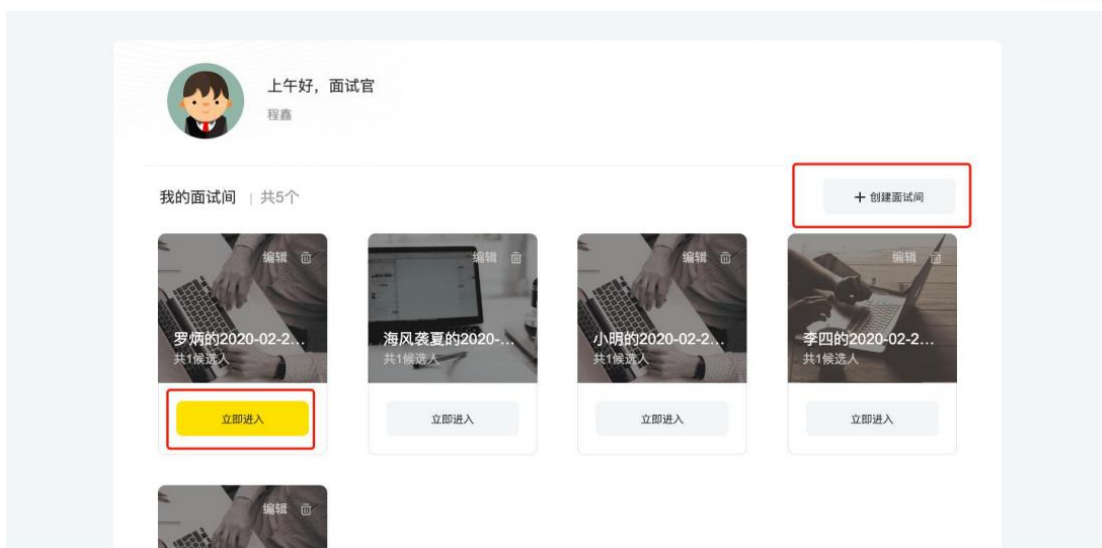 上午好，面试官
程鑫
我的面试间 | 共5个
+ 创建面试间
编辑
编辑
编辑
编辑
罗炳的2020-02-2...
海风袭夏的2020-...
小明的2020-02-2...
李四的2020-02-2...
共1候选人
共1候选人
共1候选人
共1候选人
立即进入
立即进入
立即进入
立即进入
编辑